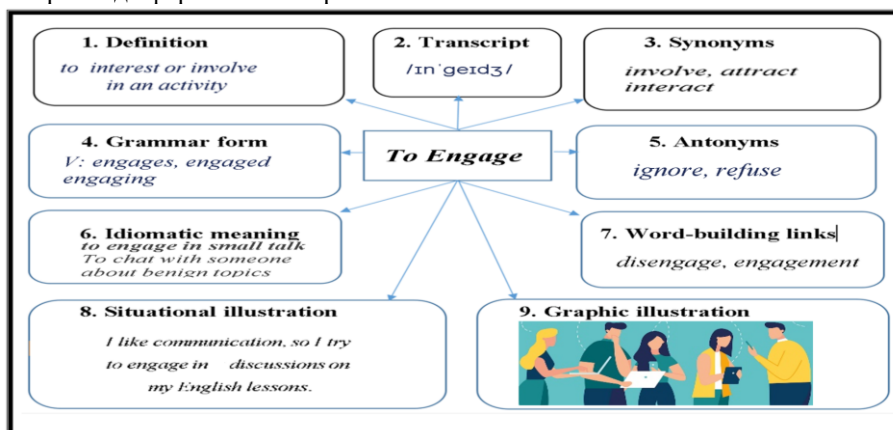 1. Definition
to interest or involve
in an activity
2. Transcript
/ɪnˈɡeɪdʒ/
3. Synonyms
involve, attract
interact
4. Grammar form
V: engages, engaged
engaging
To Engage
5. Antonyms
ignore, refuse
6. Idiomatic meaning
to engage in small talk
To chat with someone
about benign topics
7. Word-building links
disengage, engagement
8. Situational illustration
I like communication, so I try
to engage in discussions on
my English lessons.
9. Graphic illustration